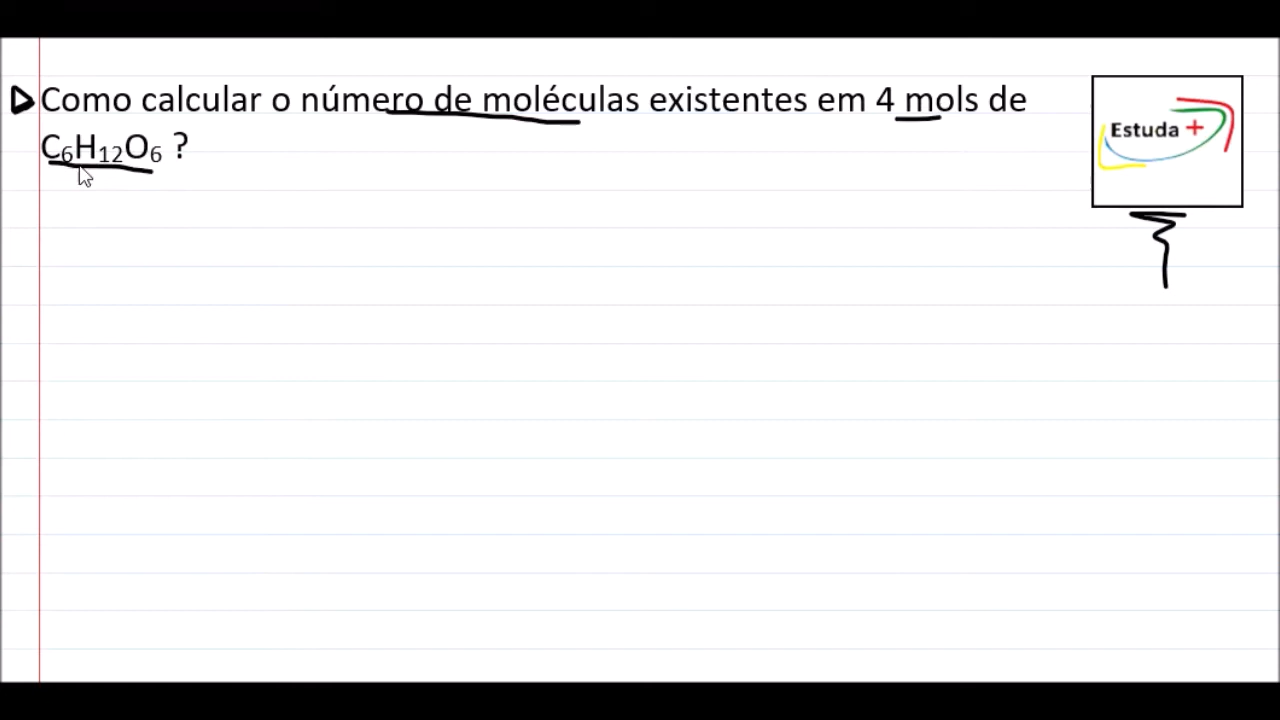 Como calcular o número de moléculas existentes em 4 mols de
C₆H₁₂O₆ ?
Estuda +